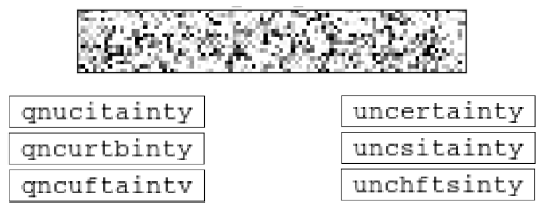 qnucitainty uncertainty
qncurtbinty uncsitainty
qncuftaintv unchftsinty